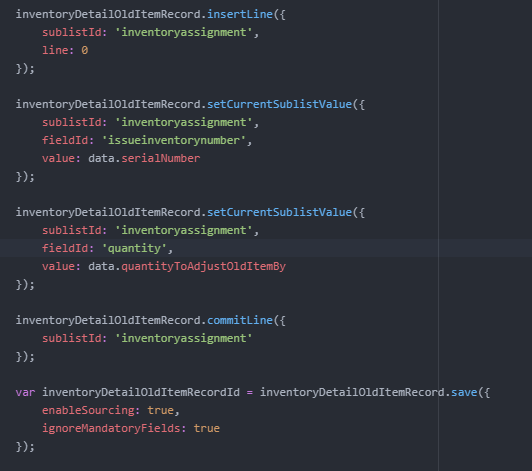 inventoryDetailOldItemRecord.insertLine({
    sublistId: 'inventoryassignment',
    line: 0
});

inventoryDetailOldItemRecord.setCurrentSublistValue({
    sublistId: 'inventoryassignment',
    fieldId: 'issueinventorynumber',
    value: data.serialNumber
});

inventoryDetailOldItemRecord.setCurrentSublistValue({
    sublistId: 'inventoryassignment',
    fieldId: 'quantity',
    value: data.quantityToAdjustOldItemBy
});

inventoryDetailOldItemRecord.commitLine({
    sublistId: 'inventoryassignment'
});

var inventoryDetailOldItemRecordId = inventoryDetailOldItemRecord.save({
    enableSourcing: true,
    ignoreMandatoryFields: true
});